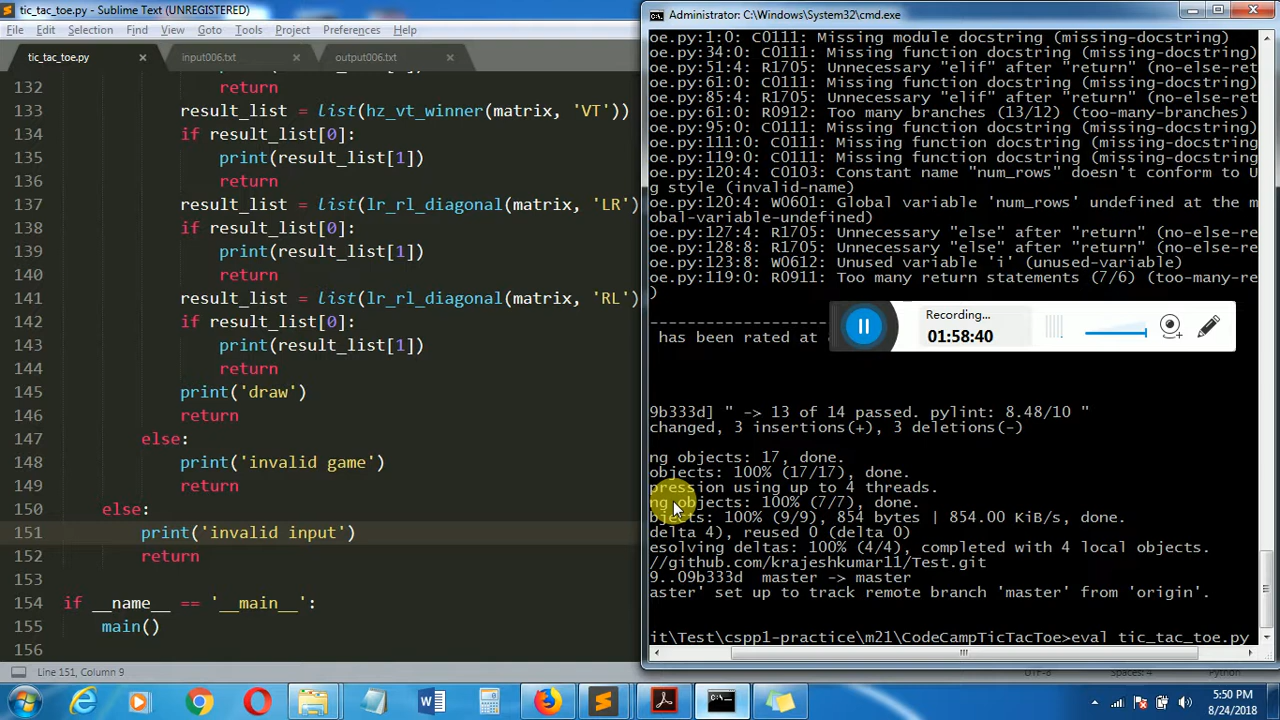 tic_tac_toe.py - Sublime Text (UNREGISTERED)
File Edit Selection Find View Goto Tools Project Preferences Help
tic_tac_toe.py
input006.txt
output006.txt
132 return
133 result_list = list(hz_vt_winner(matrix, 'VT'))
134 if result_list[0]:
135 print(result_list[1])
136 return
137 result_list = list(lr_rl_diagonal(matrix, 'LR')
138 if result_list[0]:
139 print(result_list[1])
140 return
141 result_list = list(lr_rl_diagonal(matrix, 'RL')
142 if result_list[0]:
143 print(result_list[1])
144 return
145 print('draw')
146 return
147 else:
148 print('invalid game')
149 return
150 else:
151 print('invalid input')
152 return
153
154 if __name__ == '__main__':
155 main()
156
Line 151, Column 9
UTF-8
Spaces: 4
Python
Administrator: C:\Windows\System32\cmd.exe
oe.py:1:0: C0111: Missing module docstring (missing-docstring)
oe.py:34:0: C0111: Missing function docstring (missing-docstring)
oe.py:51:4: R1705: Unnecessary "elif" after "return" (no-else-ret
oe.py:61:0: C0111: Missing function docstring (missing-docstring)
oe.py:85:4: R1705: Unnecessary "elif" after "return" (no-else-ret
oe.py:61:0: R0912: Too many branches (13/12) (too-many-branches)
oe.py:95:0: C0111: Missing function docstring (missing-docstring)
oe.py:111:0: C0111: Missing function docstring (missing-docstring
oe.py:119:0: C0111: Missing function docstring (missing-docstring
oe.py:120:4: C0103: Constant name "num_rows" doesn't conform to U
g style (invalid-name)
oe.py:120:4: W0601: Global variable 'num_rows' undefined at the m
obal-variable-undefined)
oe.py:127:4: R1705: Unnecessary "else" after "return" (no-else-re
oe.py:128:8: R1705: Unnecessary "else" after "return" (no-else-re
oe.py:123:8: W0612: Unused variable 'i' (unused-variable)
oe.py:119:0: R0911: Too many return statements (7/6) (too-many-re
)
------------------
has been rated at
Recording...
01:58:40
9b333d] " -> 13 of 14 passed. pylint: 8.48/10 "
changed, 3 insertions(+), 3 deletions(-)
ng objects: 17, done.
objects: 100% (17/17), done.
pression using up to 4 threads.
ng objects: 100% (7/7), done.
bjects: 100% (9/9), 854 bytes | 854.00 KiB/s, done.
delta 4), reused 0 (delta 0)
esolving deltas: 100% (4/4), completed with 4 local objects.
//github.com/krajeshkumar11/Test.git
9..09b333d  master -> master
aster' set up to track remote branch 'master' from 'origin'.
it\Test\cspp1-practice\m21\CodeCampTicTacToe>eval tic_tac_toe.py
5:50 PM
8/24/2018